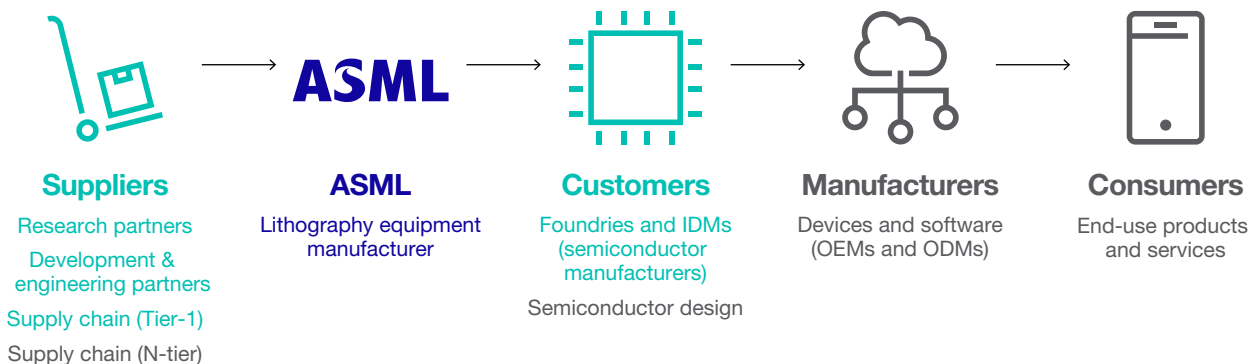 ASML
Suppliers
Research partners
Development &
engineering partners
Supply chain (Tier-1)
Supply chain (N-tier)
ASML
Lithography equipment
manufacturer
Customers
Foundries and IDMs
(semiconductor
manufacturers)
Semiconductor design
Manufacturers
Devices and software
(OEMs and ODMs)
Consumers
End-use products
and services